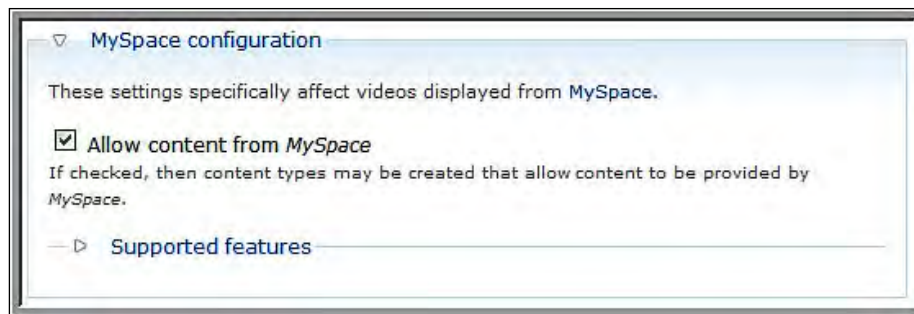 MySpace configuration
These settings specifically affect videos displayed from MySpace.
Allow content from MySpace
If checked, then content types may be created that allow content to be provided by
MySpace.
Supported features